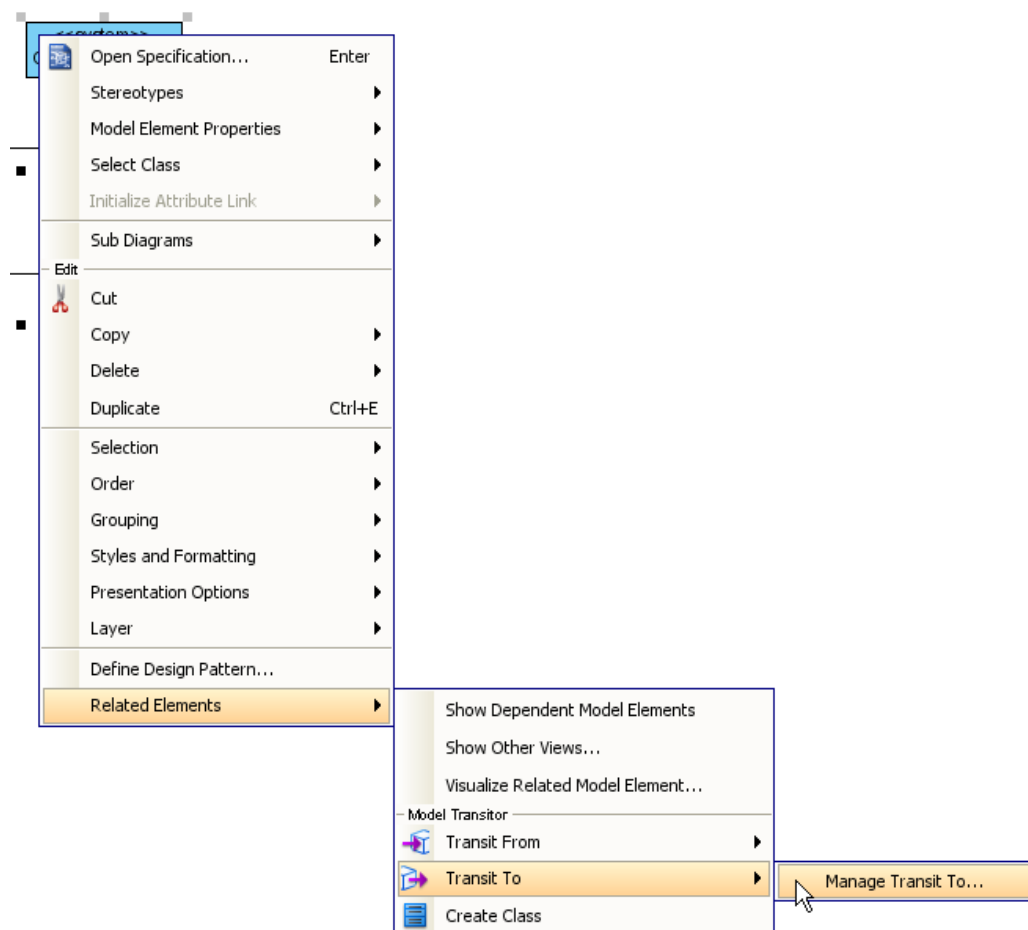 <<system>>
Open Specification... Enter
Stereotypes
Model Element Properties
Select Class
Initialize Attribute Link
Sub Diagrams
Edit
Cut
Copy
Delete
Duplicate Ctrl+E
Selection
Order
Grouping
Styles and Formatting
Presentation Options
Layer
Define Design Pattern...
Related Elements
Show Dependent Model Elements
Show Other Views...
Visualize Related Model Element...
Model Transitor
Transit From
Transit To
Manage Transit To...
Create Class